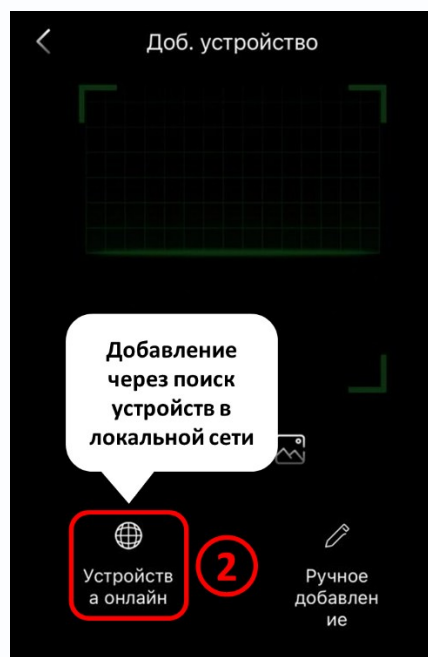 Доб. устройство
Добавление
через поиск
устройств в
локальной сети
2
Устройств
а онлайн
Ручное
добавлен
ие